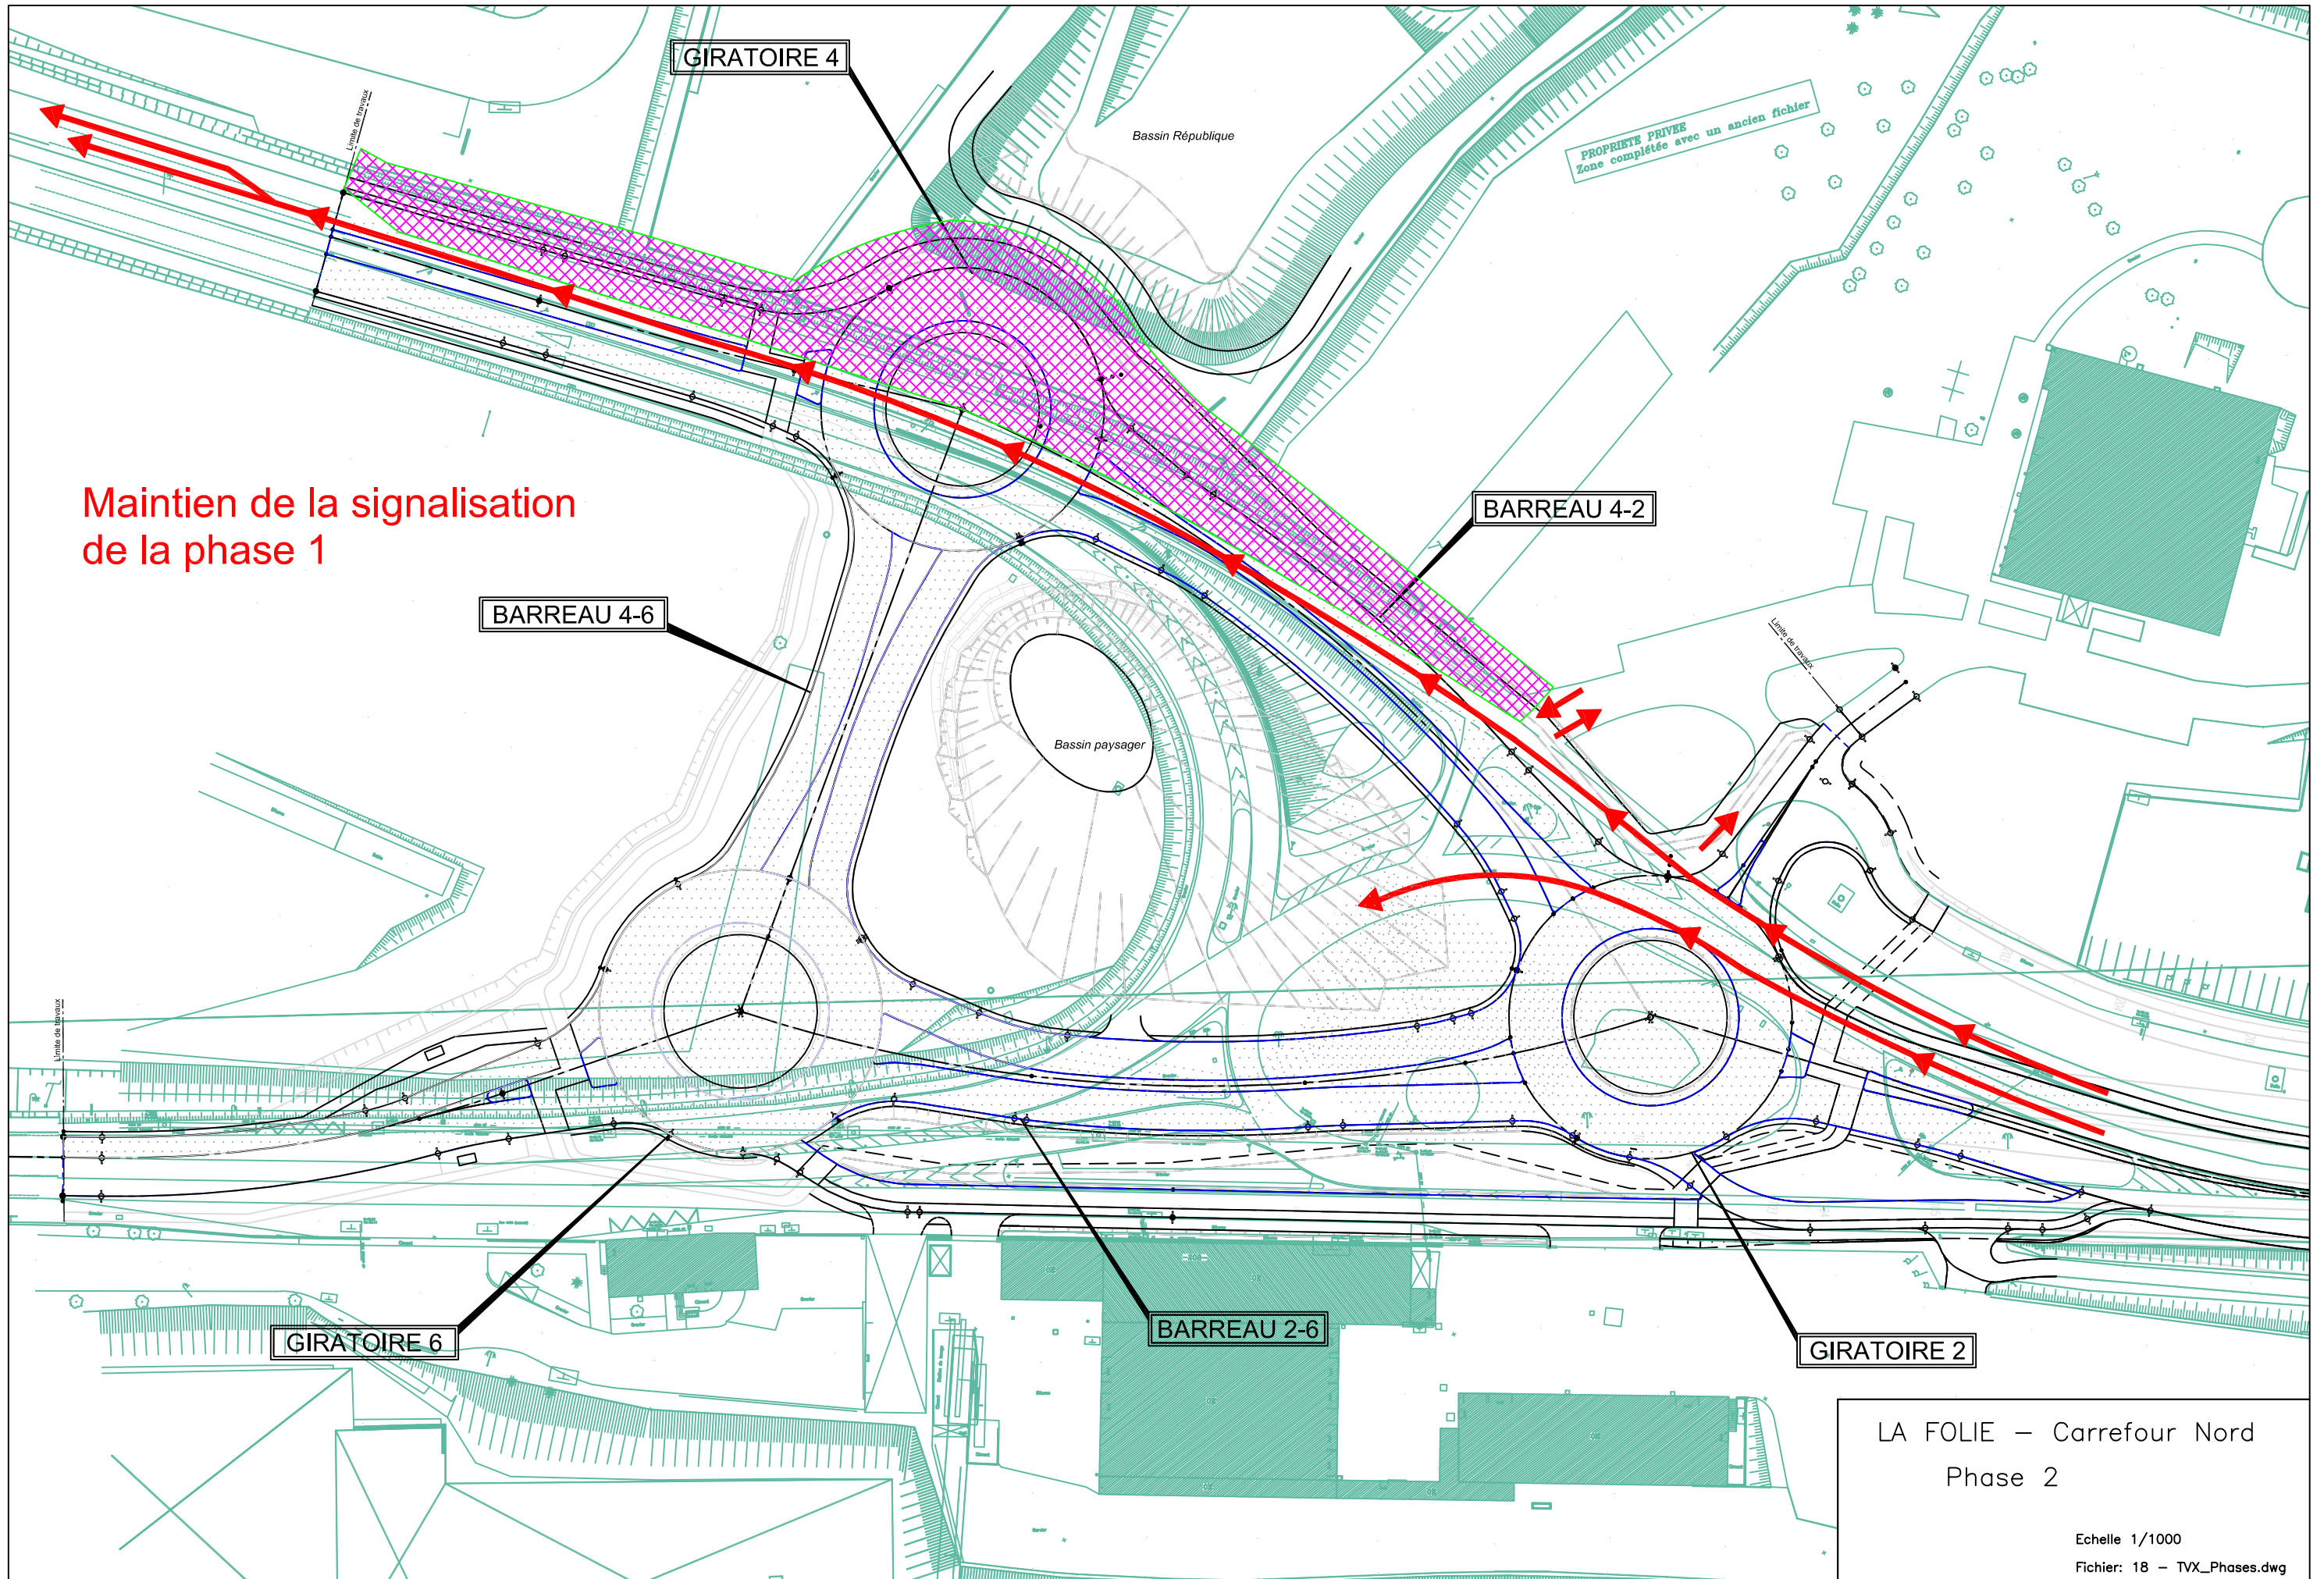 GIRATOIRE 4
Limite de travaux
Bassin République
PROPRIETE PRIVEE
Zone complétée avec un ancien fichier
Maintien de la signalisation
de la phase 1
BARREAU 4-2
BARREAU 4-6
Limite de travaux
Bassin paysager
Limite de travaux
GIRATOIRE 6
BARREAU 2-6
GIRATOIRE 2
LA FOLIE – Carrefour Nord
Phase 2
Echelle 1/1000
Fichier: 18 – TVX_Phases.dwg